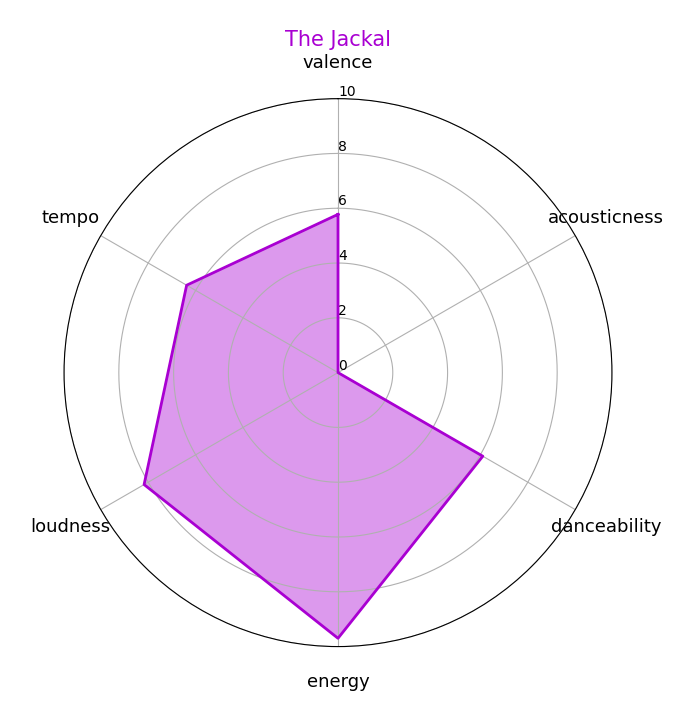 The Jackal
valence
10
8
tempo
acousticness
6
4
2
0
loudness
danceability
energy